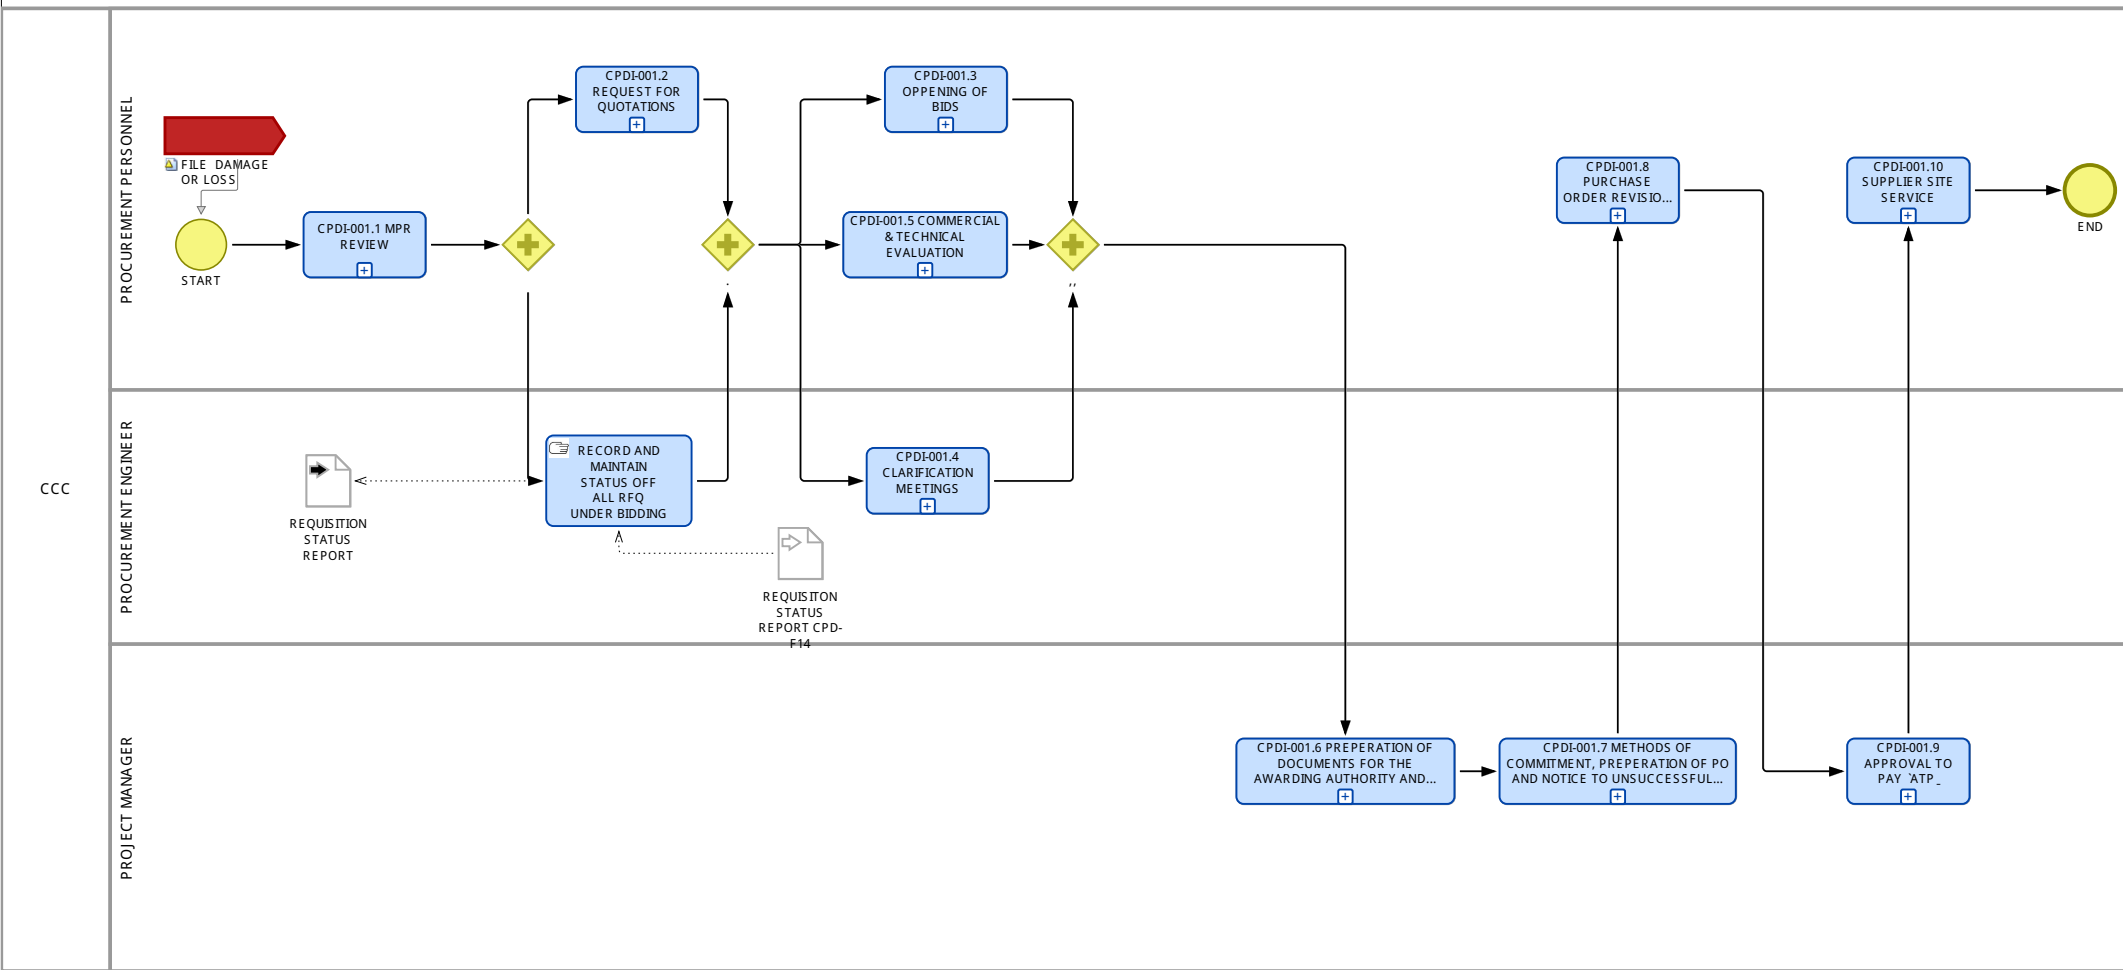 CCC
PROCUREMENT PERSONNEL
FILE DAMAGE
OR LOSS
START
CPDI-001.1 MPR
REVIEW
CPDI-001.2
REQUEST FOR
QUOTATIONS
.
CPDI-001.3
OPPENING OF
BIDS
CPDI-001.5 COMMERCIAL
& TECHNICAL
EVALUATION
,,
CPDI-001.8
PURCHASE
ORDER REVISIO...
CPDI-001.10
SUPPLIER SITE
SERVICE
END
PROCUREMENT ENGINEER
REQUISITION
STATUS
REPORT
RECORD AND
MAINTAIN
STATUS OFF
ALL RFQ
UNDER BIDDING
REQUISITON
STATUS
REPORT CPD-
F14
CPDI-001.4
CLARIFICATION
MEETINGS
PROJECT MANAGER
CPDI-001.6 PREPERATION OF
DOCUMENTS FOR THE
AWARDING AUTHORITY AND...
CPDI-001.7 METHODS OF
COMMITMENT, PREPERATION OF PO
AND NOTICE TO UNSUCCESSFUL...
CPDI-001.9
APPROVAL TO
PAY `ATP_